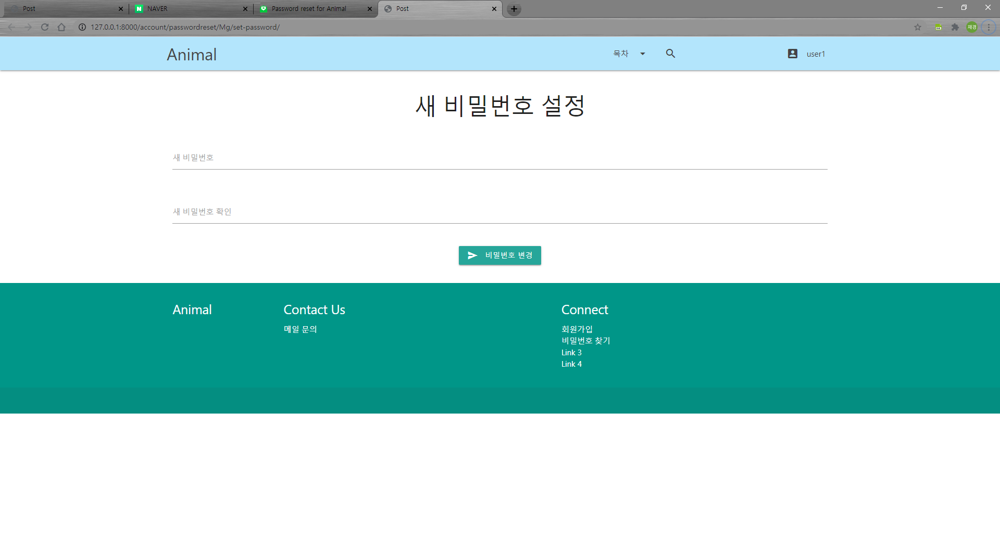 Post
NAVER
Password reset for Animal
Post
127.0.0.1:8000/account/passwordreset/Mg/set-password/
재경
Animal
목차
user1
새 비밀번호 설정
새 비밀번호
새 비밀번호 확인
비밀번호 변경
Animal
Contact Us
메일 문의
Connect
회원가입
비밀번호 찾기
Link 3
Link 4